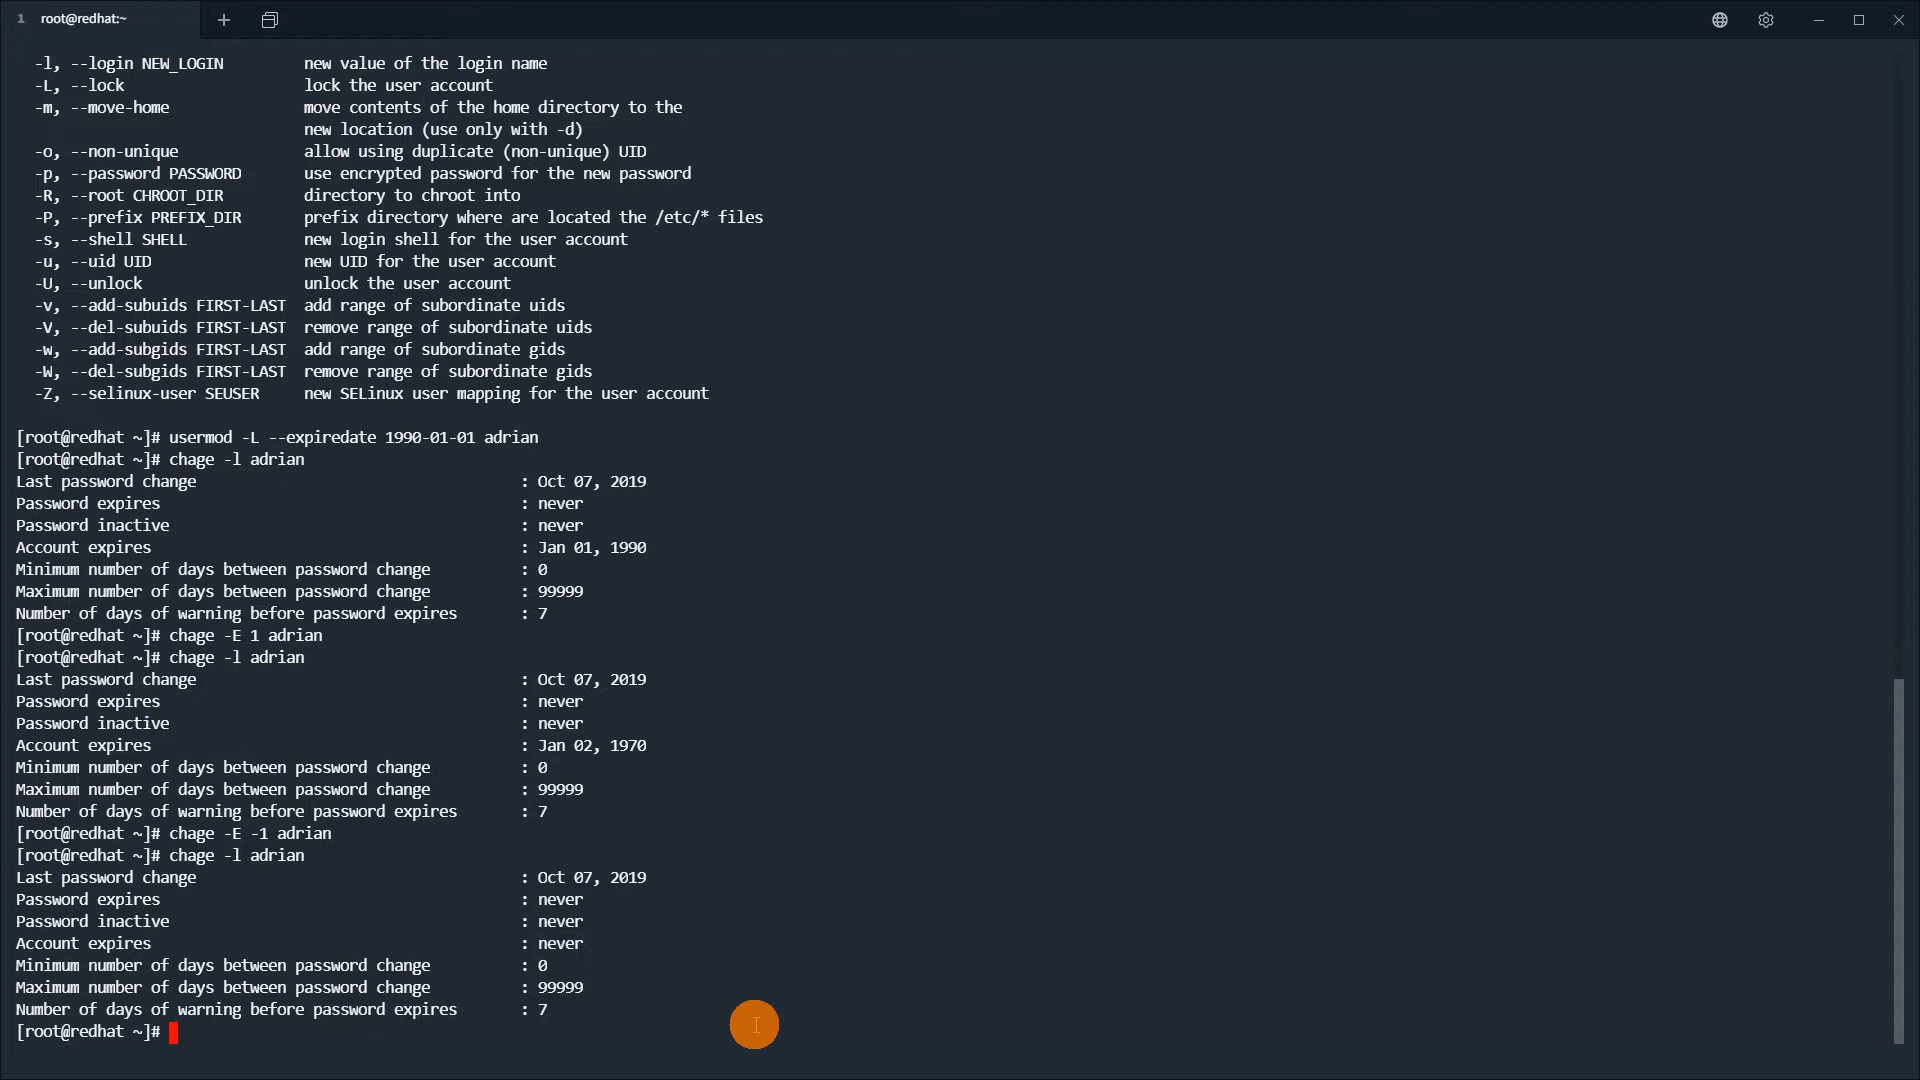 1 root@redhat:~
-l, --login NEW_LOGIN new value of the login name
-L, --lock lock the user account
-m, --move-home move contents of the home directory to the
new location (use only with -d)
-o, --non-unique allow using duplicate (non-unique) UID
-p, --password PASSWORD use encrypted password for the new password
-R, --root CHROOT_DIR directory to chroot into
-P, --prefix PREFIX_DIR prefix directory where are located the /etc/* files
-s, --shell SHELL new login shell for the user account
-u, --uid UID new UID for the user account
-U, --unlock unlock the user account
-v, --add-subuids FIRST-LAST add range of subordinate uids
-V, --del-subuids FIRST-LAST remove range of subordinate uids
-w, --add-subgids FIRST-LAST add range of subordinate gids
-W, --del-subgids FIRST-LAST remove range of subordinate gids
-Z, --selinux-user SEUSER new SELinux user mapping for the user account
[root@redhat ~]# usermod -L --expiredate 1990-01-01 adrian
[root@redhat ~]# chage -l adrian
Last password change : Oct 07, 2019
Password expires : never
Password inactive : never
Account expires : Jan 01, 1990
Minimum number of days between password change : 0
Maximum number of days between password change : 99999
Number of days of warning before password expires : 7
[root@redhat ~]# chage -E 1 adrian
[root@redhat ~]# chage -l adrian
Last password change : Oct 07, 2019
Password expires : never
Password inactive : never
Account expires : Jan 02, 1970
Minimum number of days between password change : 0
Maximum number of days between password change : 99999
Number of days of warning before password expires : 7
[root@redhat ~]# chage -E -1 adrian
[root@redhat ~]# chage -l adrian
Last password change : Oct 07, 2019
Password expires : never
Password inactive : never
Account expires : never
Minimum number of days between password change : 0
Maximum number of days between password change : 99999
Number of days of warning before password expires : 7
[root@redhat ~]#